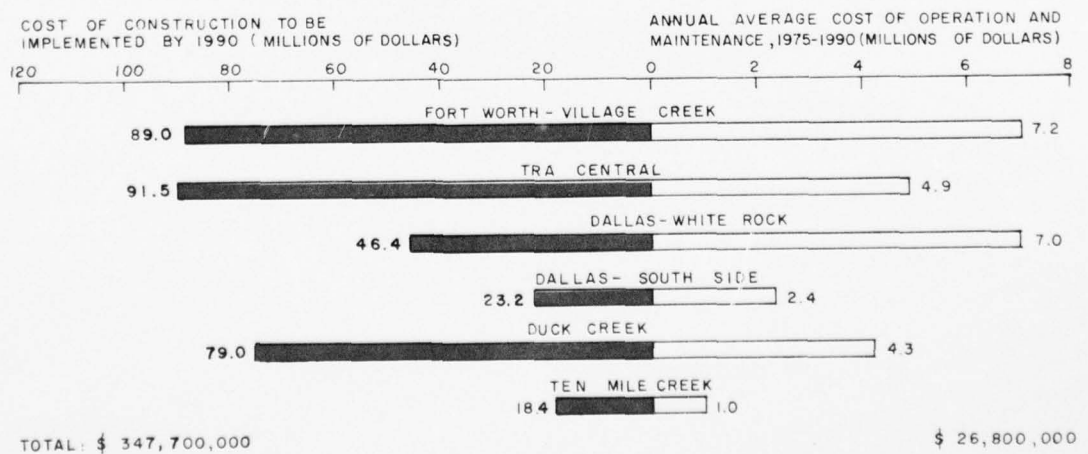 COST OF CONSTRUCTION TO BE
IMPLEMENTED BY 1990 ( MILLIONS OF DOLLARS)
ANNUAL AVERAGE COST OF OPERATION AND
MAINTENANCE, 1975-1990 (MILLIONS OF DOLLARS)
120 100 80 60 40 20 0 2 4 6 8
FORT WORTH - VILLAGE CREEK
89.0 7.2
TRA CENTRAL
91.5 4.9
DALLAS - WHITE ROCK
46.4 7.0
DALLAS - SOUTH SIDE
23.2 2.4
DUCK CREEK
79.0 4.3
TEN MILE CREEK
18.4 1.0
TOTAL: $ 347,700,000 $ 26,800,000